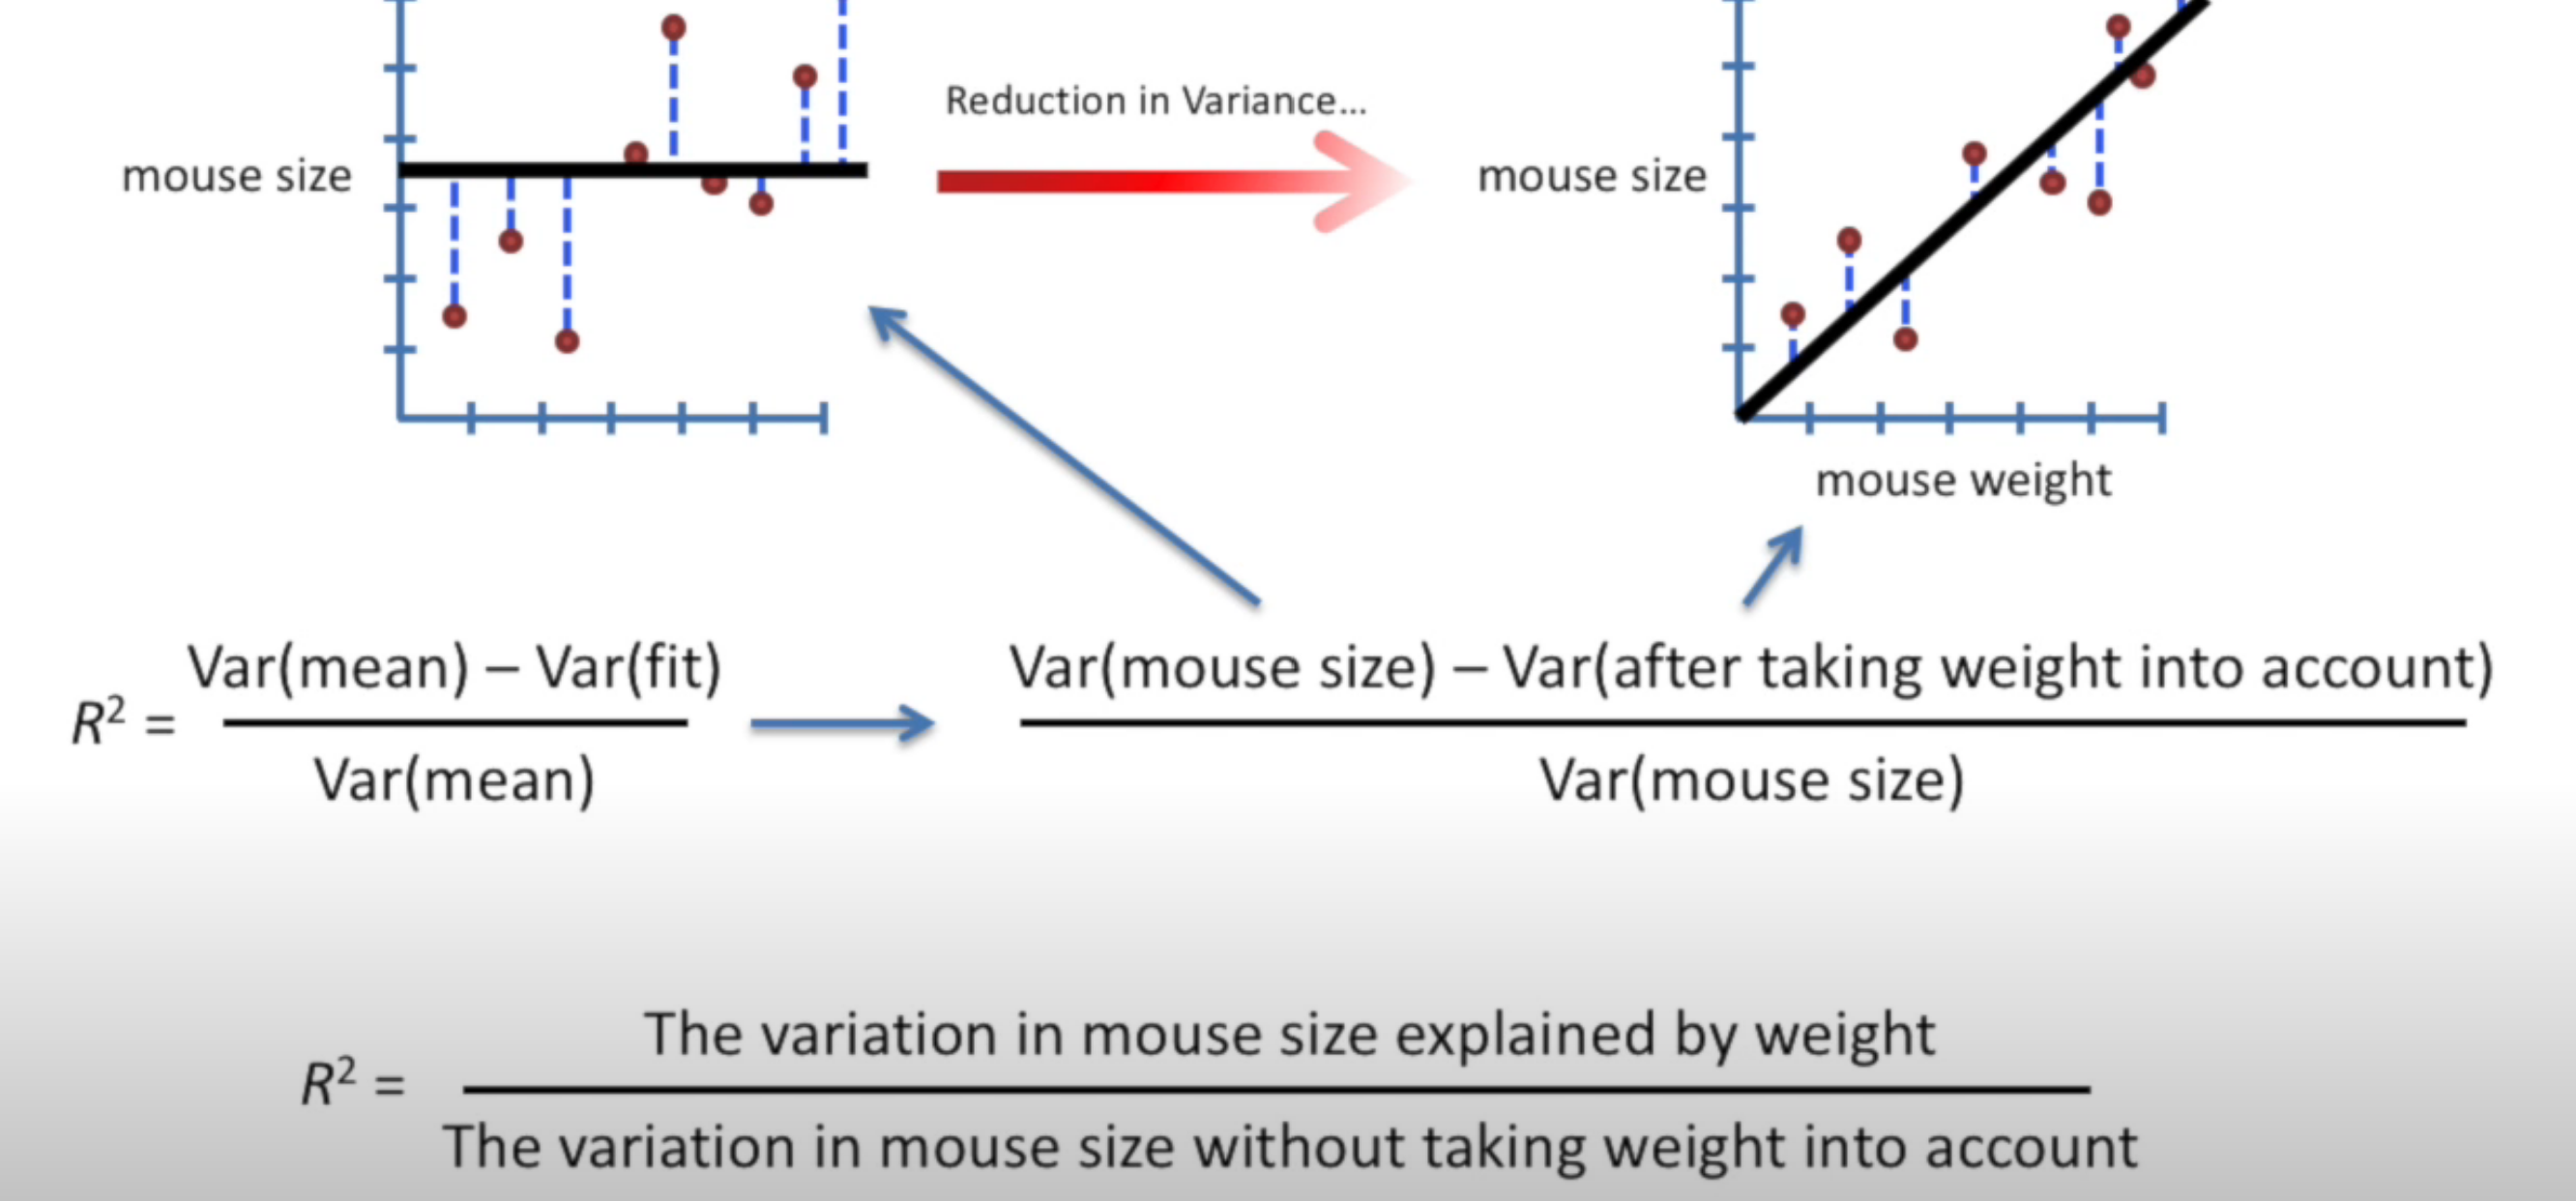 Reduction in Variance...
mouse size
mouse size
mouse weight
Var(mean) – Var(fit)
Var(mouse size) – Var(after taking weight into account)
R² =
Var(mean)
Var(mouse size)
The variation in mouse size explained by weight
R² =
The variation in mouse size without taking weight into account